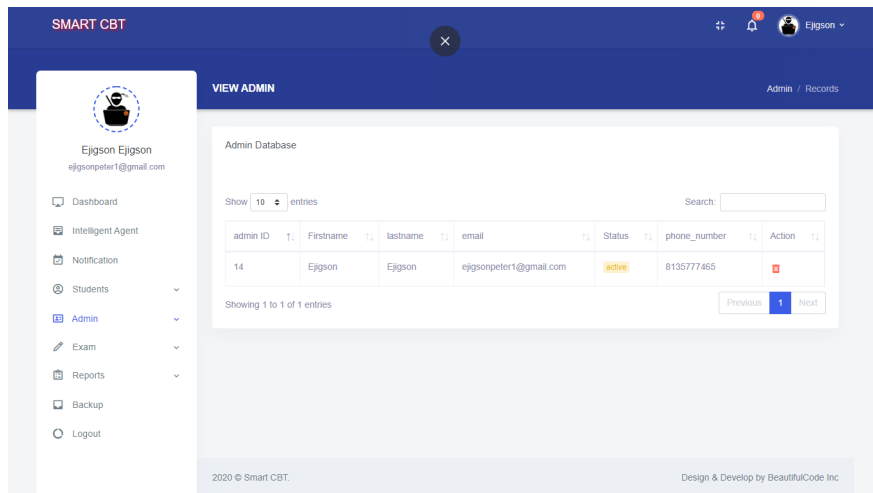 SMART CBT
0
Ejigson
VIEW ADMIN
Admin / Records
Ejigson Ejigson
ejigsonpeter1@gmail.com
Dashboard
Intelligent Agent
Notification
Students
Admin
Exam
Reports
Backup
Logout
Admin Database
Show 10 entries
Search:
admin ID Firstname lastname email Status phone_number Action
14 Ejigson Ejigson ejigsonpeter1@gmail.com active 8135777465
Showing 1 to 1 of 1 entries
Previous 1 Next
2020 © Smart CBT.
Design & Develop by BeautifulCode Inc